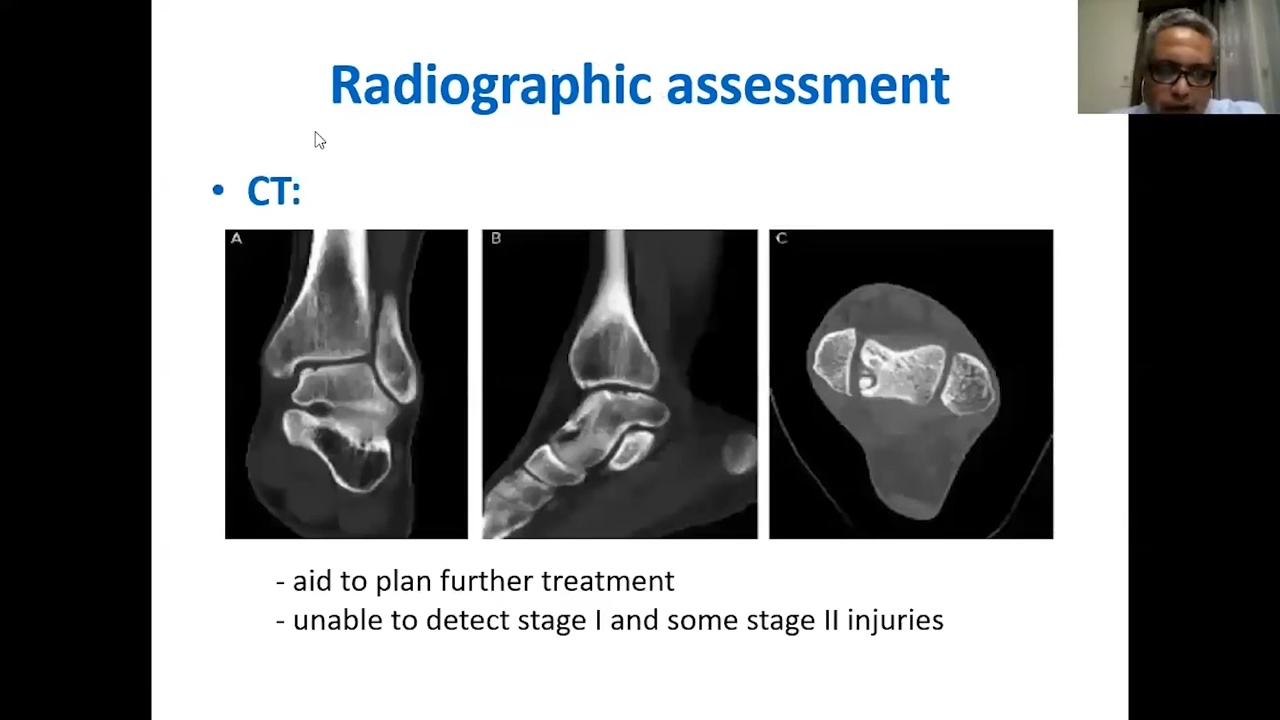 Radiographic assessment
• CT:
A B C
- aid to plan further treatment
- unable to detect stage I and some stage II injuries